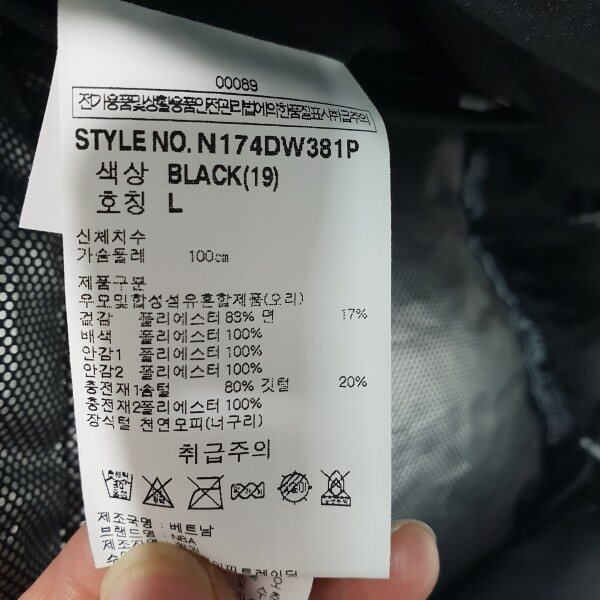 00089
전기용품및생활용품안전관리법에의한품질표시취급주의
STYLE NO. N174DW381P
색상 BLACK(19)
호칭 L
신체치수
가슴둘레 100cm
제품구분
우모및합성섬유혼합제품(오리)
겉감 폴리에스터 83% 면 17%
배색 폴리에스터 100%
안감1 폴리에스터 100%
안감2 폴리에스터 100%
충전재1솜털 80% 깃털 20%
충전재2폴리에스터 100%
장식털 천연모피(너구리)
취급주의
제조국명 : 베트남
브랜드명 : NBA